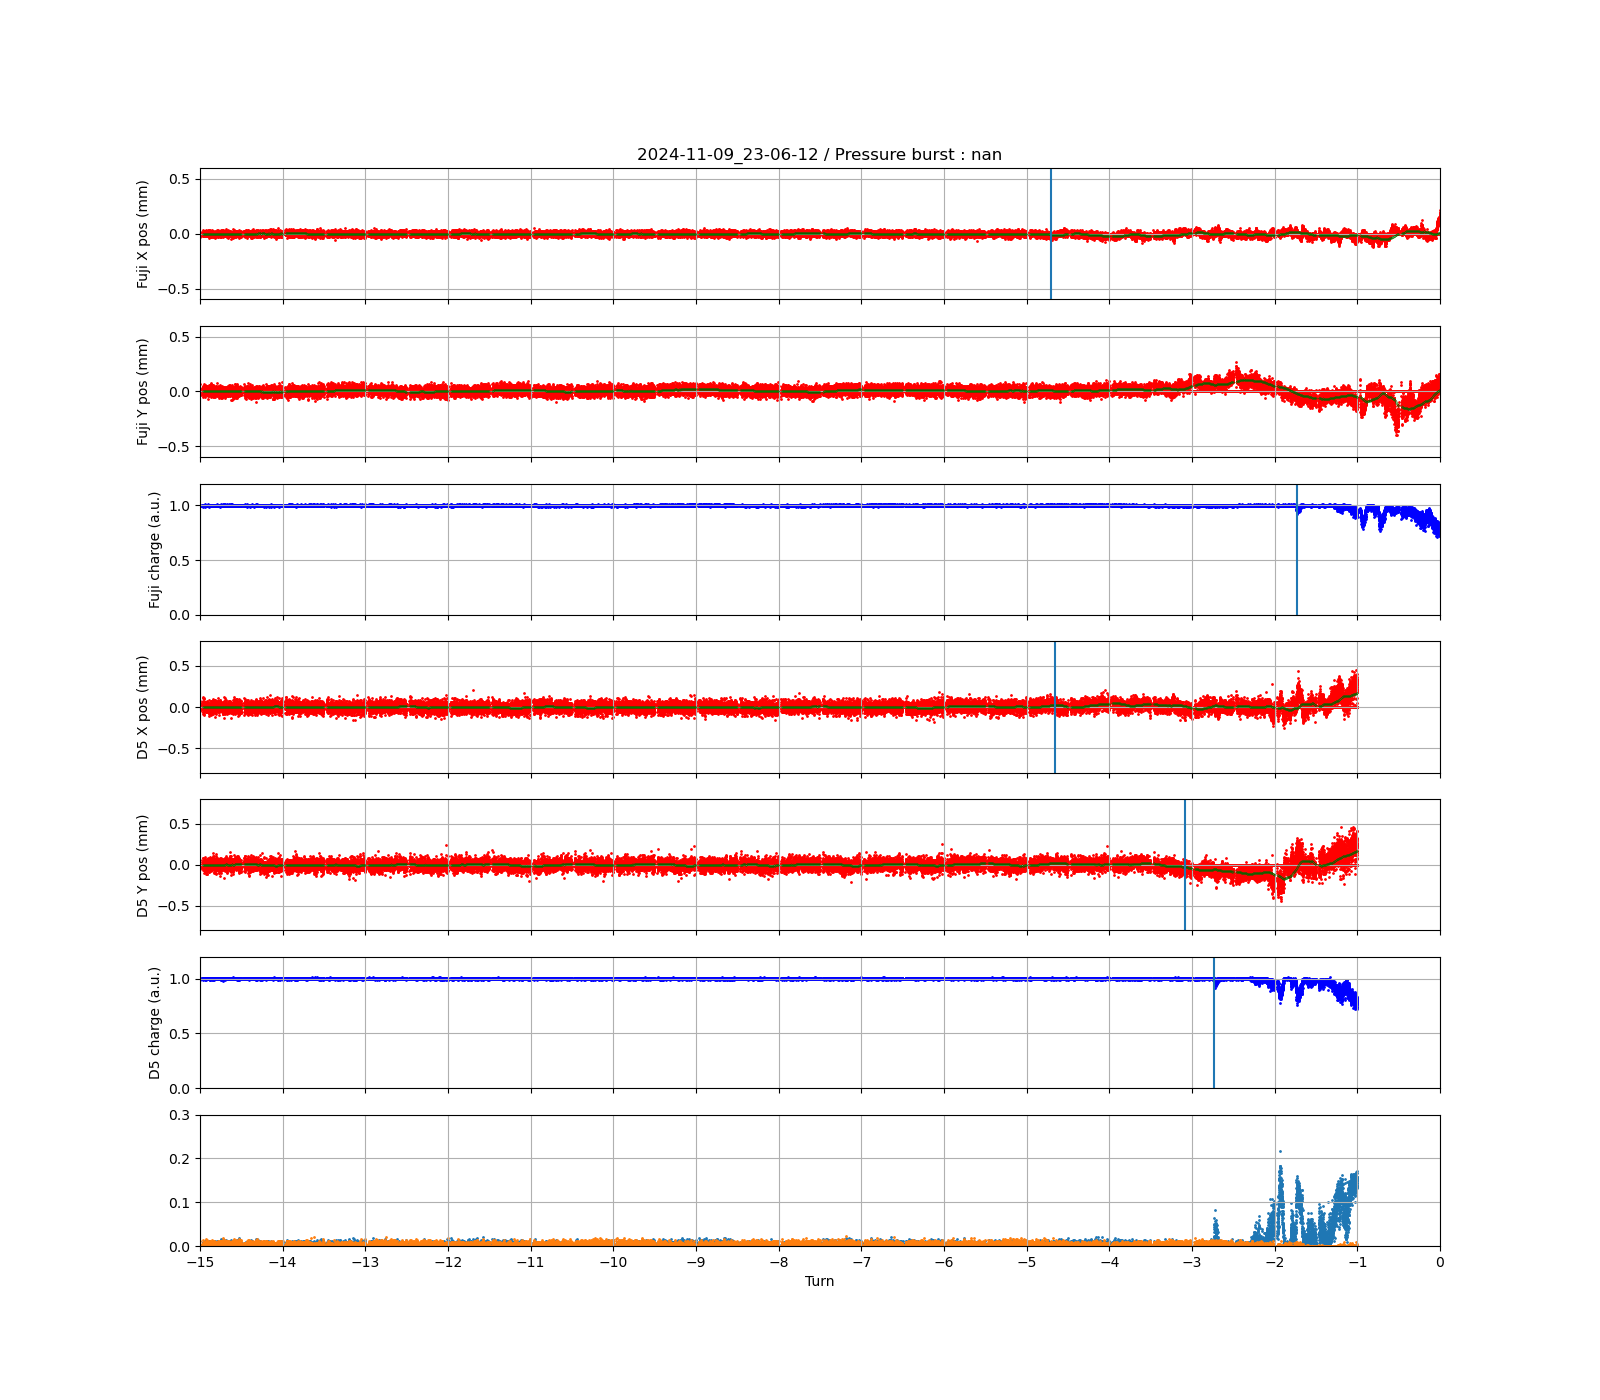 2024-11-09_23-06-12 / Pressure burst : nan
0.5
0.0
−0.5
Fuji X pos (mm)
0.5
0.0
−0.5
Fuji Y pos (mm)
1.0
0.5
0.0
Fuji charge (a.u.)
0.5
0.0
−0.5
D5 X pos (mm)
0.5
0.0
−0.5
D5 Y pos (mm)
1.0
0.5
0.0
D5 charge (a.u.)
0.3
0.2
0.1
0.0
−15 −14 −13 −12 −11 −10 −9 −8 −7 −6 −5 −4 −3 −2 −1 0
Turn